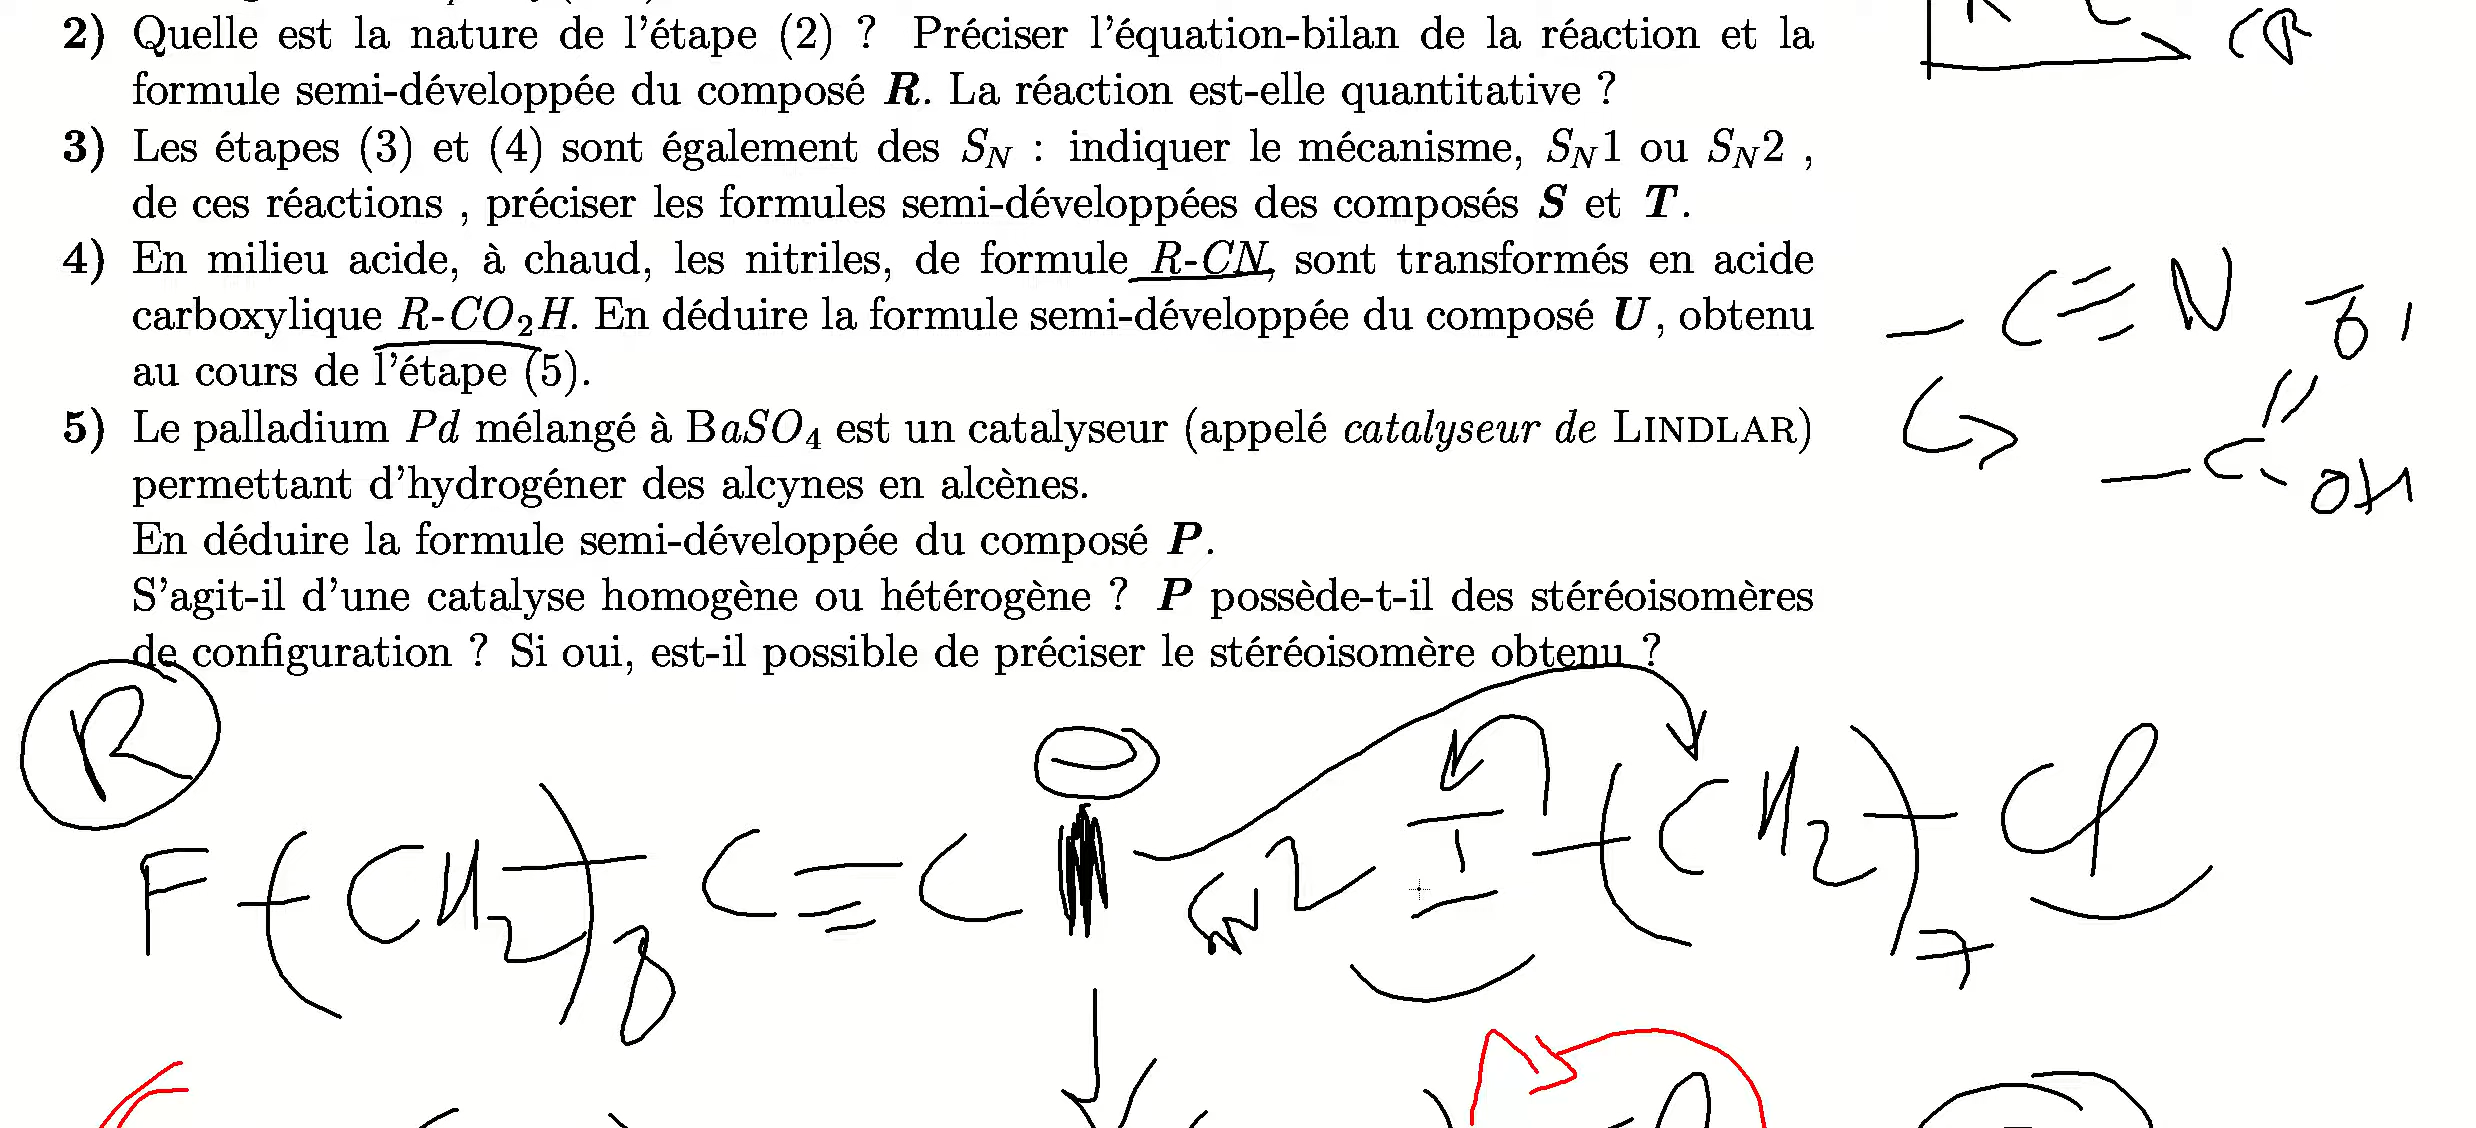 2) Quelle est la nature de l'étape (2) ? Préciser l'équation-bilan de la réaction et la
formule semi-développée du composé R. La réaction est-elle quantitative ?
3) Les étapes (3) et (4) sont également des S_N : indiquer le mécanisme, S_N1 ou S_N2 ,
de ces réactions , préciser les formules semi-développées des composés S et T.
4) En milieu acide, à chaud, les nitriles, de formule R-CN, sont transformés en acide
carboxylique R-CO₂H. En déduire la formule semi-développée du composé U, obtenu
au cours de l'étape (5).
— C≡N
— C OH
5) Le palladium Pd mélangé à BaSO₄ est un catalyseur (appelé catalyseur de LINDLAR)
permettant d'hydrogéner des alcynes en alcènes.
En déduire la formule semi-développée du composé P.
S'agit-il d'une catalyse homogène ou hétérogène ? P possède-t-il des stéréoisomères
de configuration ? Si oui, est-il possible de préciser le stéréoisomère obtenu ?
R
F-(CH₂)₈-C≡C I-(CH₂)₇-Cl